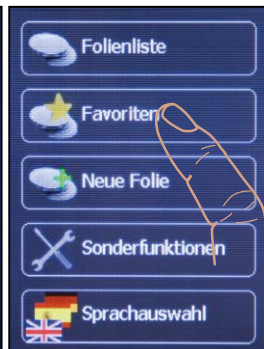 Folienliste
Favoriten
Neue Folie
Sonderfunktionen
Sprachauswahl